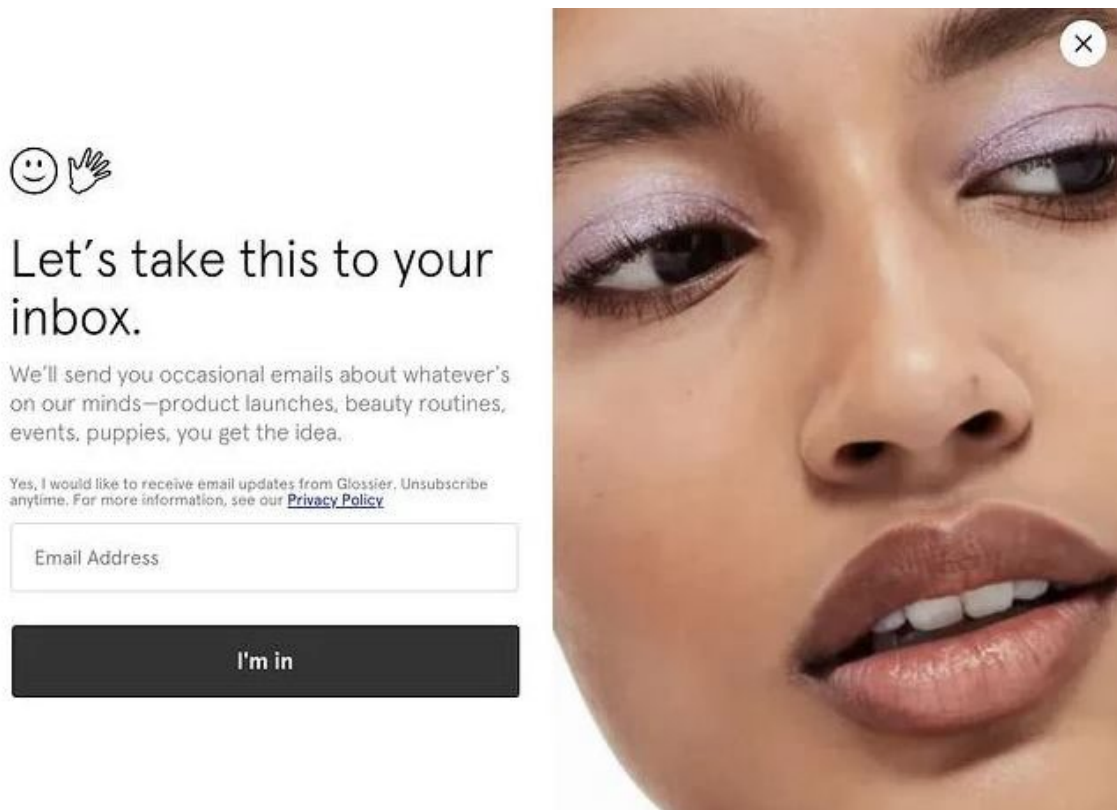 Let's take this to your
inbox.
We'll send you occasional emails about whatever's
on our minds—product launches, beauty routines,
events, puppies, you get the idea.
Yes, I would like to receive email updates from Glossier. Unsubscribe
anytime. For more information, see our Privacy Policy
Email Address
I'm in